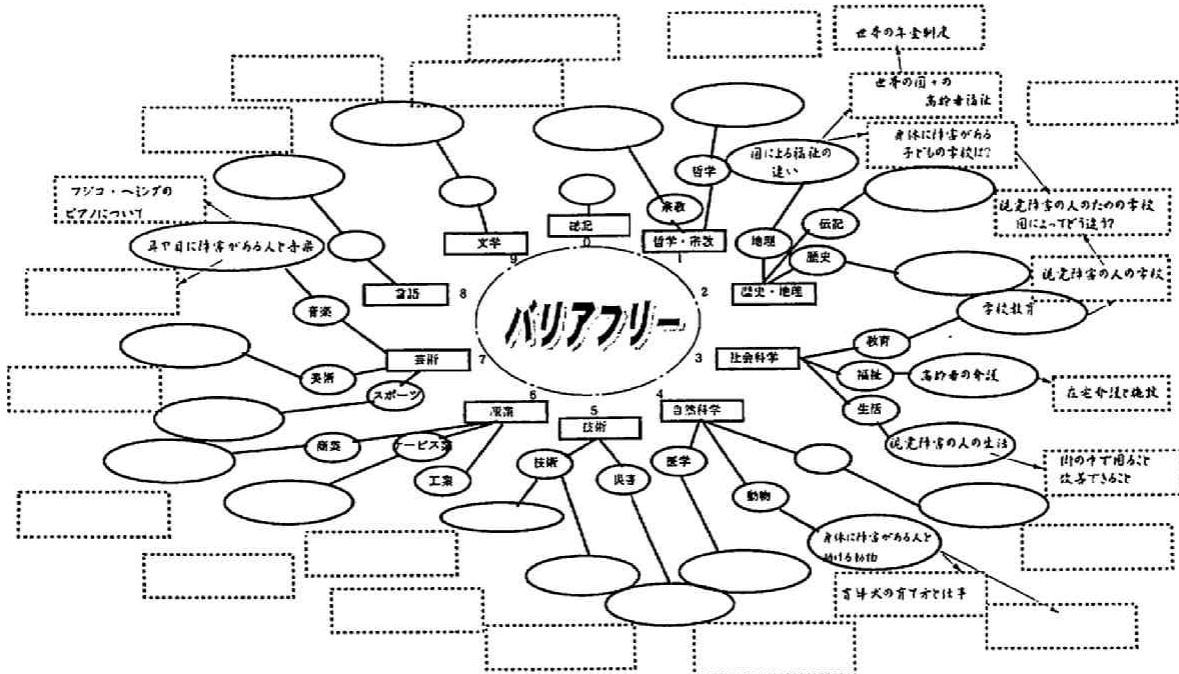 世界の年金制度
世界の国々の
高齢者福祉
身体に障害がある
子どもの学校は?
国による福祉の
違い
フジコ・ヘミングの
ピアノについて
耳や目に障害がある人と音楽
哲学
宗教
総記
0
哲学・宗教
1
文学
9
地理
伝記
歴史
2
歴史・地理
視覚障害の人のための学校
国によってどう違う?
視覚障害の人の学校
学校教育
言語
8
音楽
バリアフリー
3
社会科学
教育
福祉
生活
高齢者の介護
在宅介護と施設
視覚障害の人の生活
街の中で困ること
改善できること
芸術
7
美術
スポーツ
産業
6
商業
サービス業
工業
5
技術
技術
災害
4
自然科学
医学
動物
身体に障害がある人と
助ける動物
盲導犬の育て方と仕事